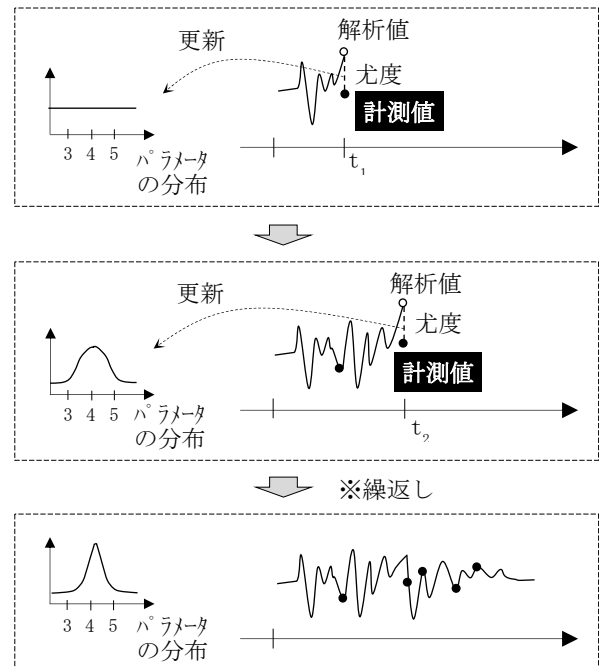 更新
解析値
尤度
計測値
3 4 5
パラメータ
の分布
t₁
更新
解析値
尤度
計測値
3 4 5
パラメータ
の分布
t₂
※繰返し
3 4 5
パラメータ
の分布